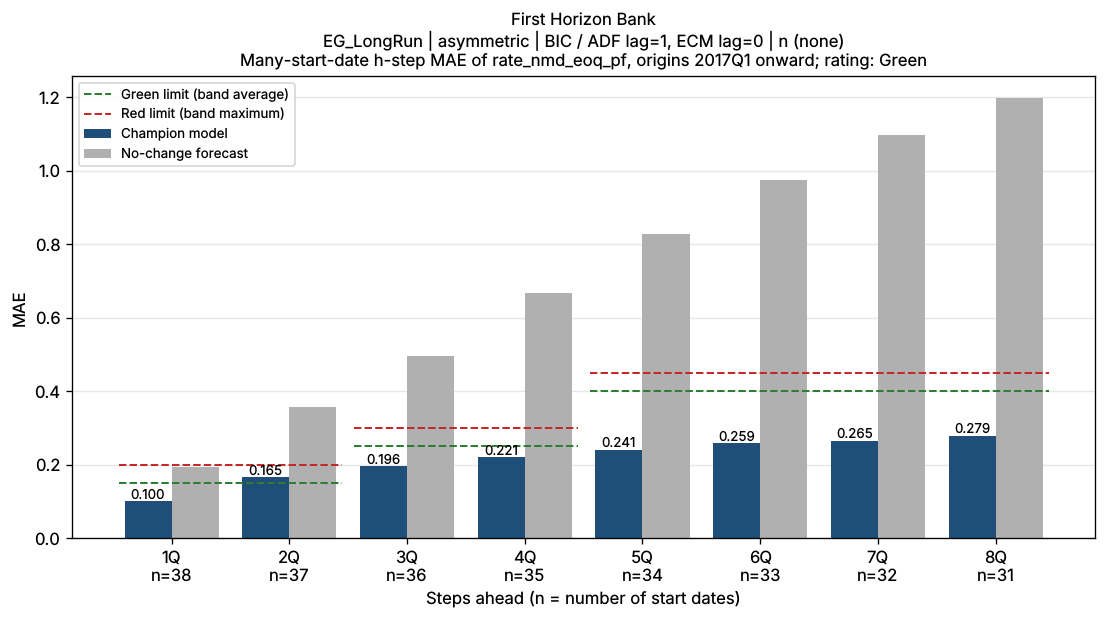 First Horizon Bank
EG_LongRun | asymmetric | BIC / ADF lag=1, ECM lag=0 | n (none)
Many-start-date h-step MAE of rate_nmd_eoq_pf, origins 2017Q1 onward; rating: Green
Green limit (band average)
Red limit (band maximum)
Champion model
No-change forecast
MAE
1.2
1.0
0.8
0.6
0.4
0.2
0.0
0.100
0.165
0.196
0.221
0.241
0.259
0.265
0.279
1Q
n=38
2Q
n=37
3Q
n=36
4Q
n=35
5Q
n=34
6Q
n=33
7Q
n=32
8Q
n=31
Steps ahead (n = number of start dates)